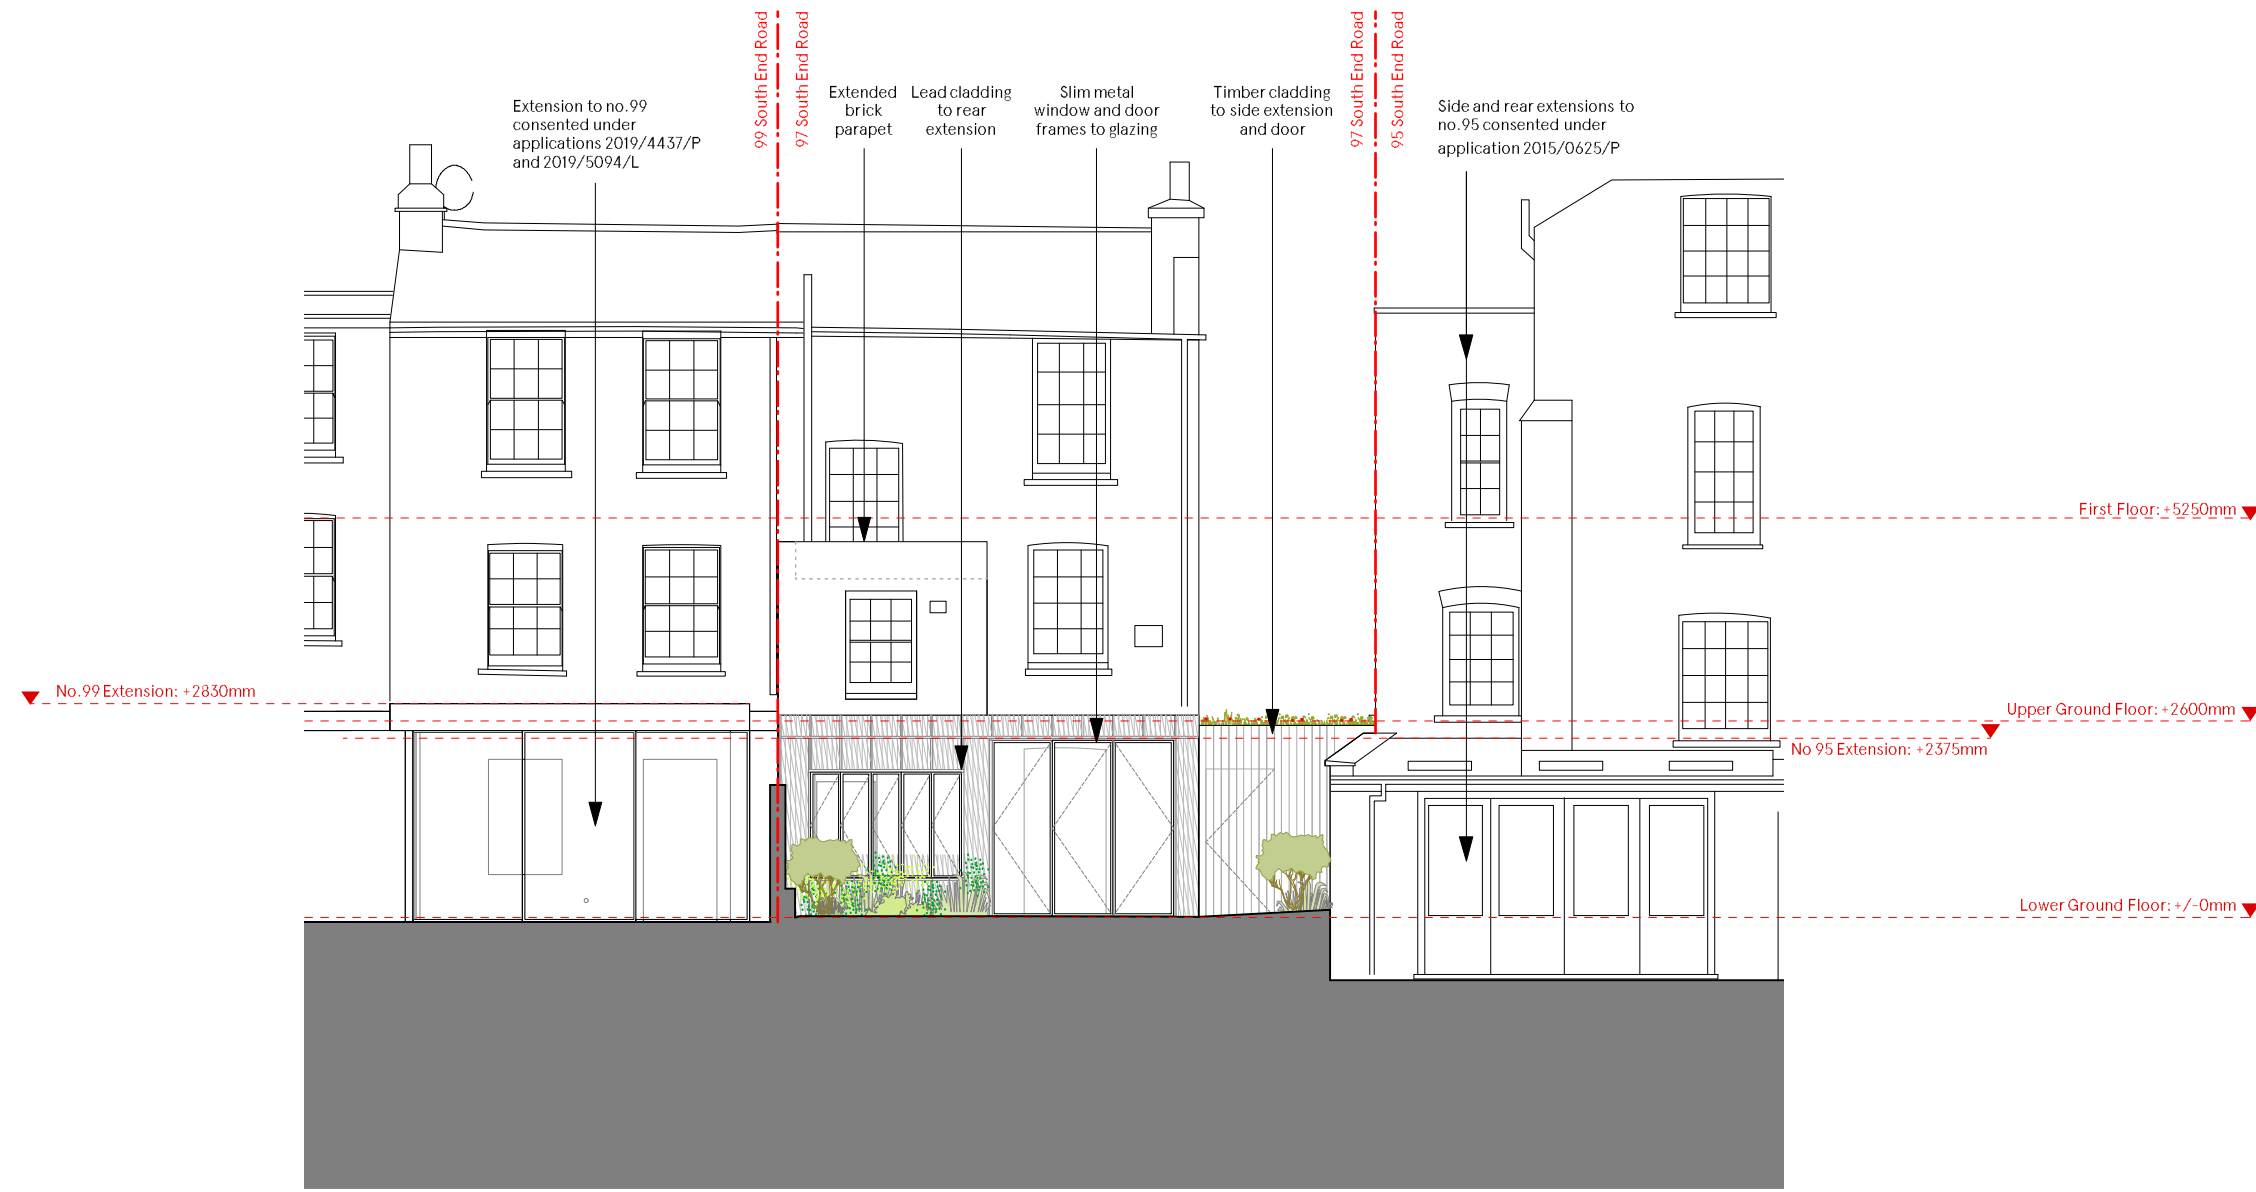 99 South End Road
97 South End Road
97 South End Road
95 South End Road
Extension to no.99
consented under
applications 2019/4437/P
and 2019/5094/L
Extended
brick
parapet
Lead cladding
to rear
extension
Slim metal
window and door
frames to glazing
Timber cladding
to side extension
and door
Side and rear extensions to
no.95 consented under
application 2015/0625/P
First Floor: +5250mm
No.99 Extension: +2830mm
Upper Ground Floor: +2600mm
No 95 Extension: +2375mm
Lower Ground Floor: +/-0mm